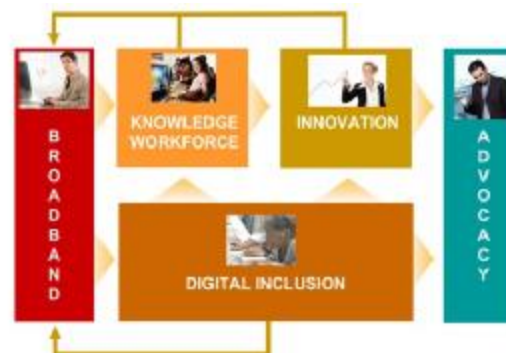 BROADBAND
KNOWLEDGE
WORKFORCE
INNOVATION
ADVOCACY
DIGITAL INCLUSION